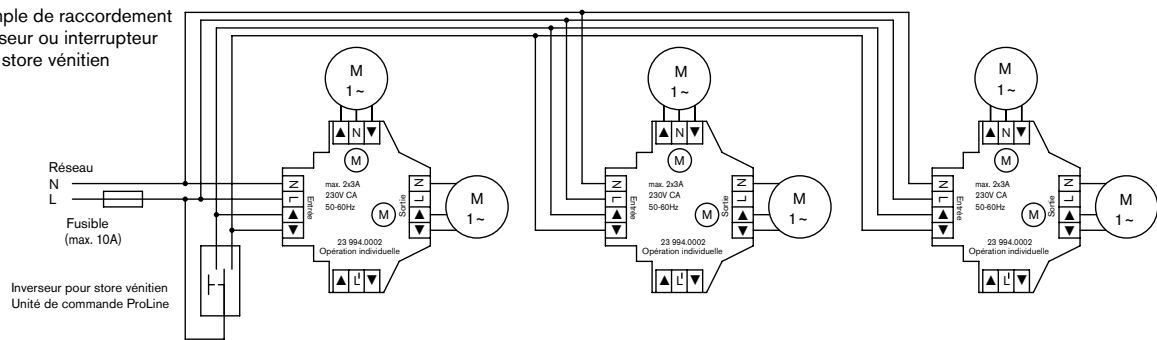 ple de raccordement
seur ou interrupteur
store vénitien
M
1~
M
1~
M
1~
▲ N ▼
▲ N ▼
▲ N ▼
M
M
M
Réseau
N
L
Fusible
(max. 10A)
N
L
▲
▼
Entrée
max. 2x3A
230V CA
50-60Hz
M
Sortie
N
L
▲
▼
M
1~
23 994.0002
Opération individuelle
▲ L' ▼
N
L
▲
▼
Entrée
max. 2x3A
230V CA
50-60Hz
M
Sortie
N
L
▲
▼
M
1~
23 994.0002
Opération individuelle
▲ L' ▼
N
L
▲
▼
Entrée
max. 2x3A
230V CA
50-60Hz
M
Sortie
N
L
▲
▼
M
1~
23 994.0002
Opération individuelle
▲ L' ▼
Inverseur pour store vénitien
Unité de commande ProLine